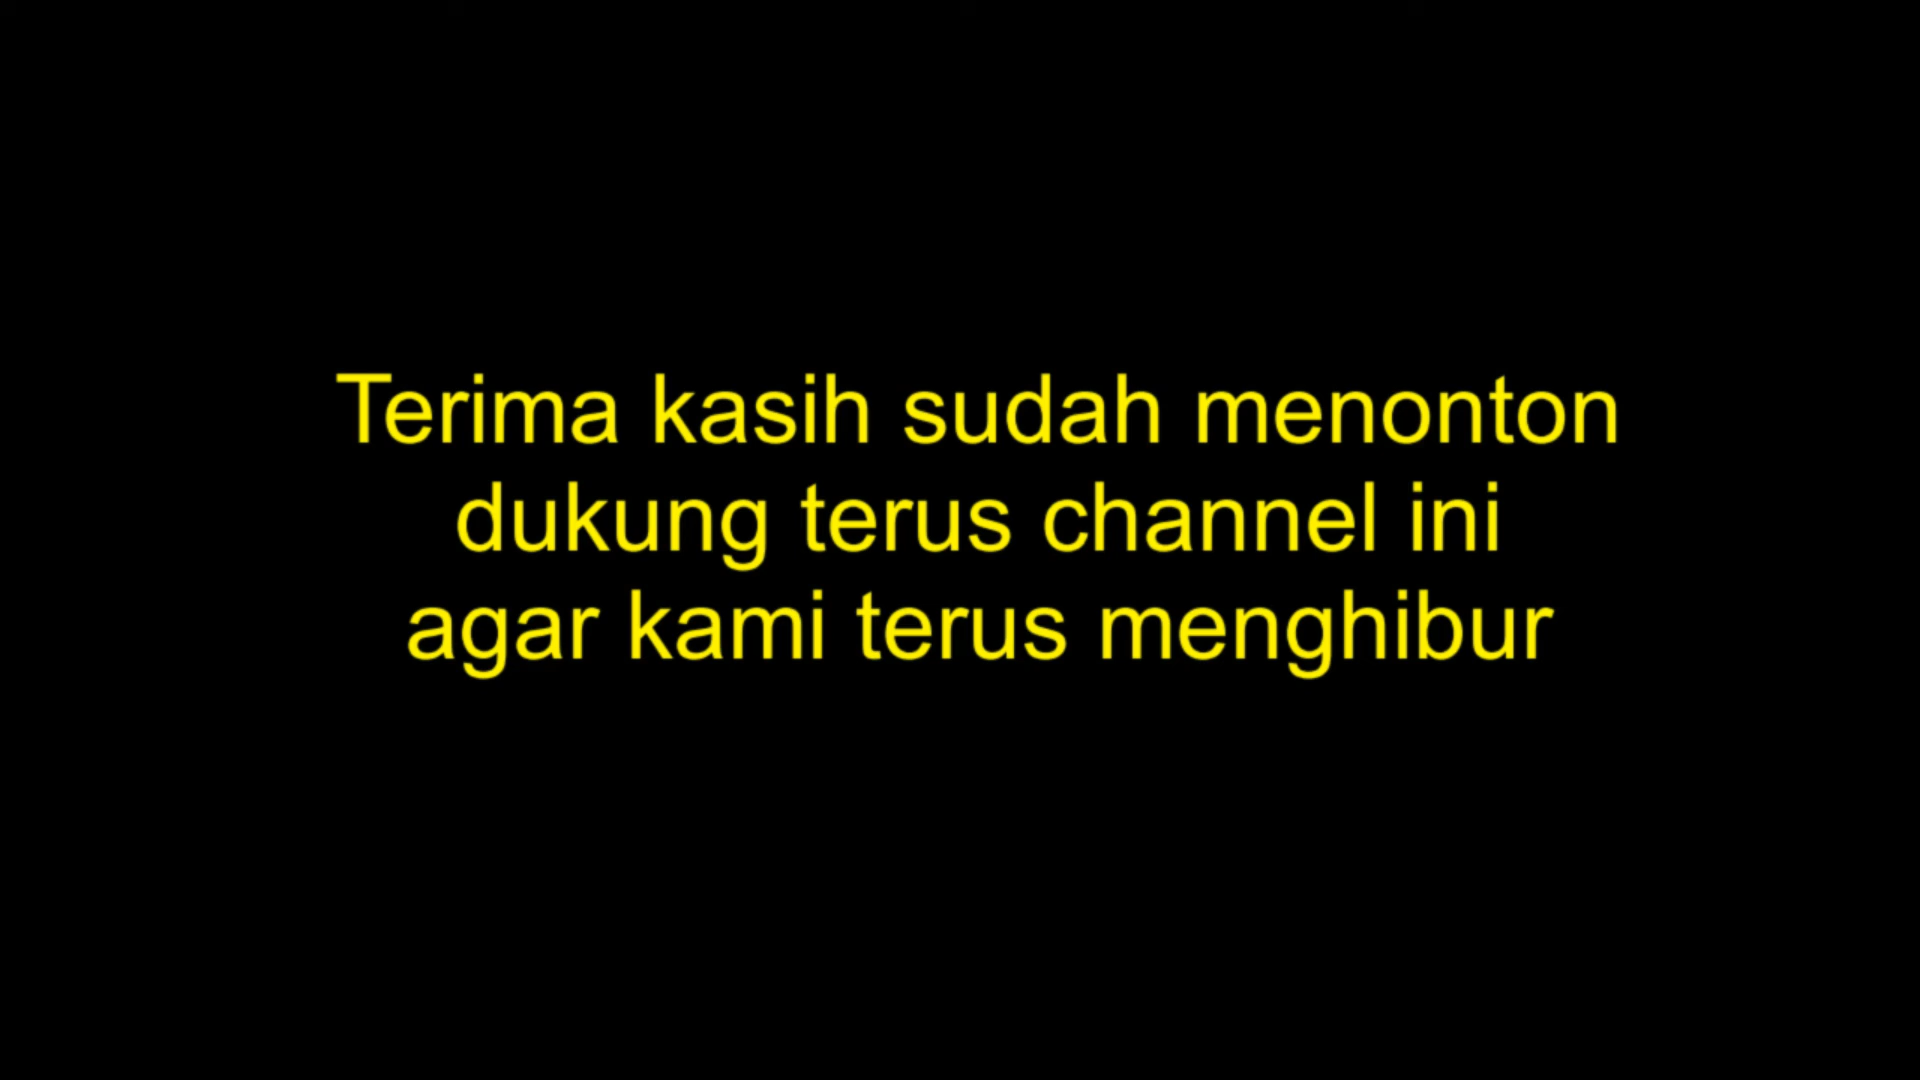 Terima kasih sudah menonton
dukung terus channel ini
agar kami terus menghibur